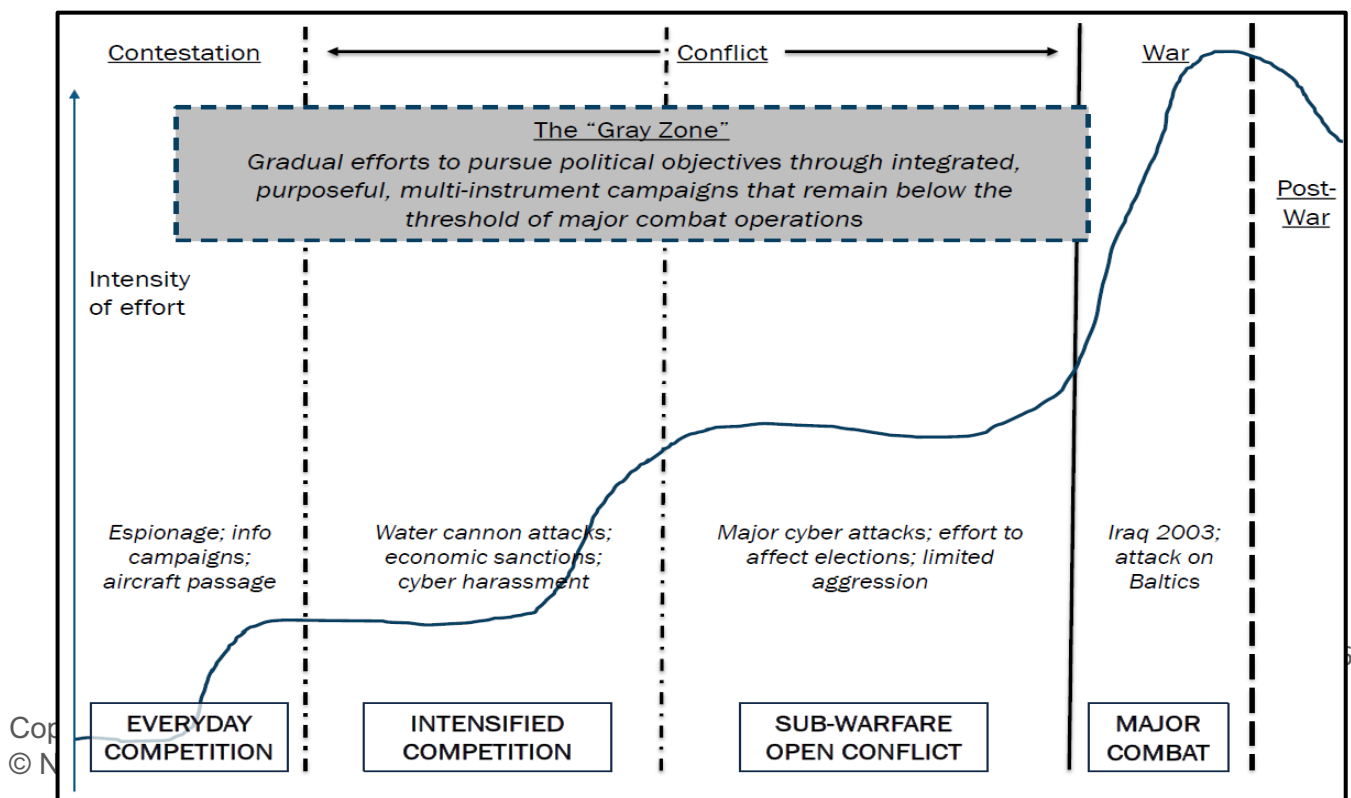 Contestation
Conflict
War
The "Gray Zone"
Gradual efforts to pursue political objectives through integrated,
purposeful, multi-instrument campaigns that remain below the
threshold of major combat operations
Post-
War
Intensity
of effort
Espionage; info
campaigns;
aircraft passage
Water cannon attacks;
economic sanctions;
cyber harassment
Major cyber attacks; effort to
affect elections; limited
aggression
Iraq 2003;
attack on
Baltics
EVERYDAY
COMPETITION
INTENSIFIED
COMPETITION
SUB-WARFARE
OPEN CONFLICT
MAJOR
COMBAT
Cop
© N